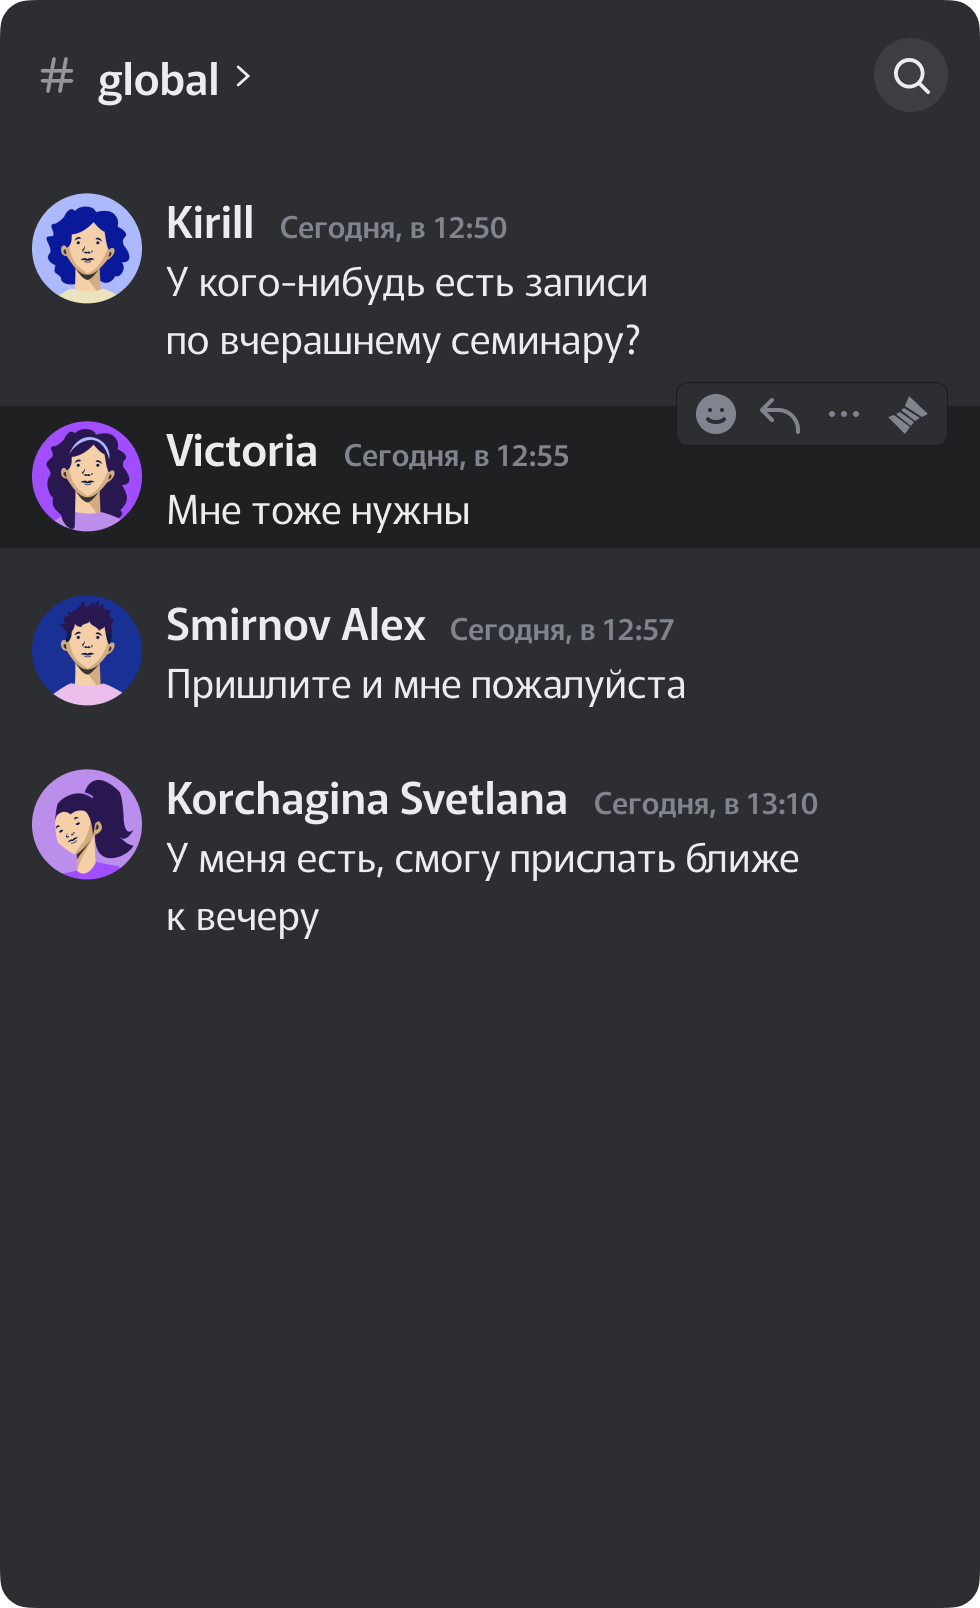 # global >
Kirill Сегодня, в 12:50
У кого-нибудь есть записи
по вчерашнему семинару?
Victoria Сегодня, в 12:55
Мне тоже нужны
Smirnov Alex Сегодня, в 12:57
Пришлите и мне пожалуйста
Korchagina Svetlana Сегодня, в 13:10
У меня есть, смогу прислать ближе
к вечеру